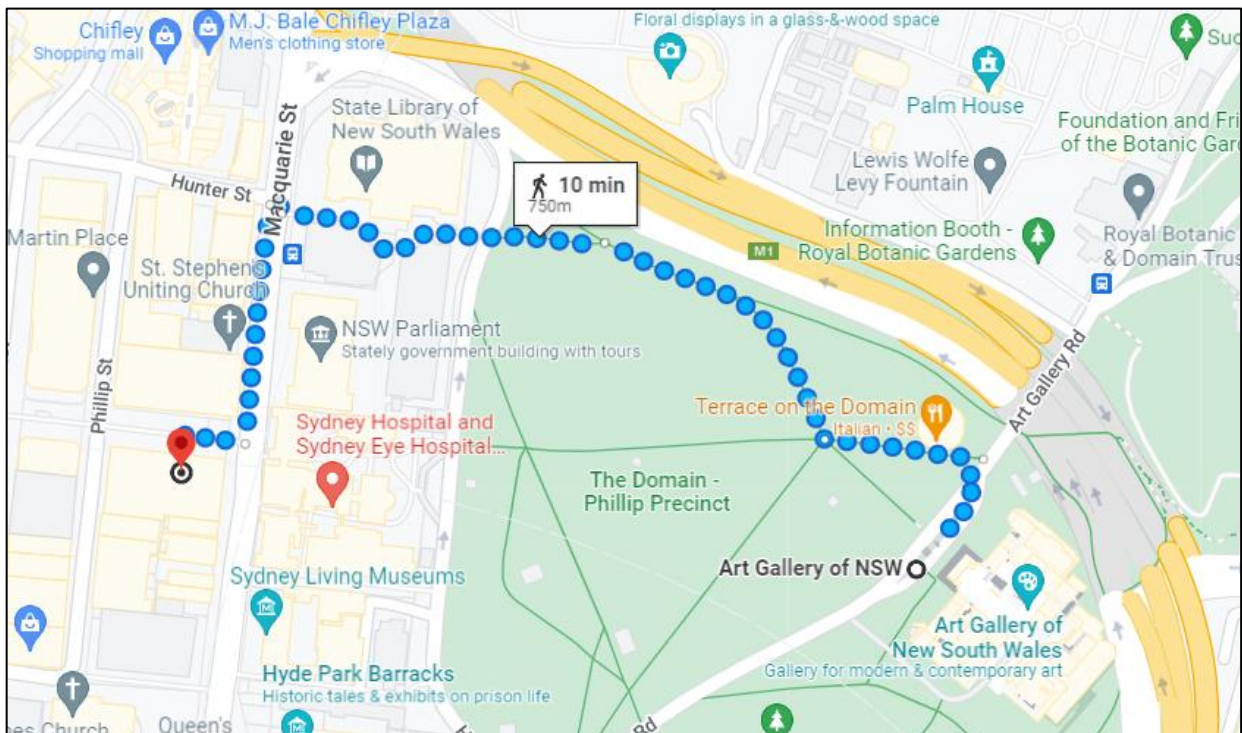 Chifley
Shopping mall
M.J. Bale Chifley Plaza
Men's clothing store
Floral displays in a glass-&-wood space
Suc
Palm House
State Library of
New South Wales
Foundation and Fri
of the Botanic Gard
Macquarie St
Hunter St
10 min
750m
Lewis Wolfe
Levy Fountain
Martin Place
St. Stephen's
Uniting Church
M1
Information Booth -
Royal Botanic Gardens
Royal Botanic
& Domain Trus
NSW Parliament
Stately government building with tours
Phillip St
Art Gallery Rd
Terrace on the Domain
Italian • $$
Sydney Hospital and
Sydney Eye Hospital...
The Domain -
Phillip Precinct
Art Gallery of NSW
Sydney Living Museums
Art Gallery of
New South Wales
Gallery for modern & contemporary art
Hyde Park Barracks
Historic tales & exhibits on prison life
Church
Queen's
Rd